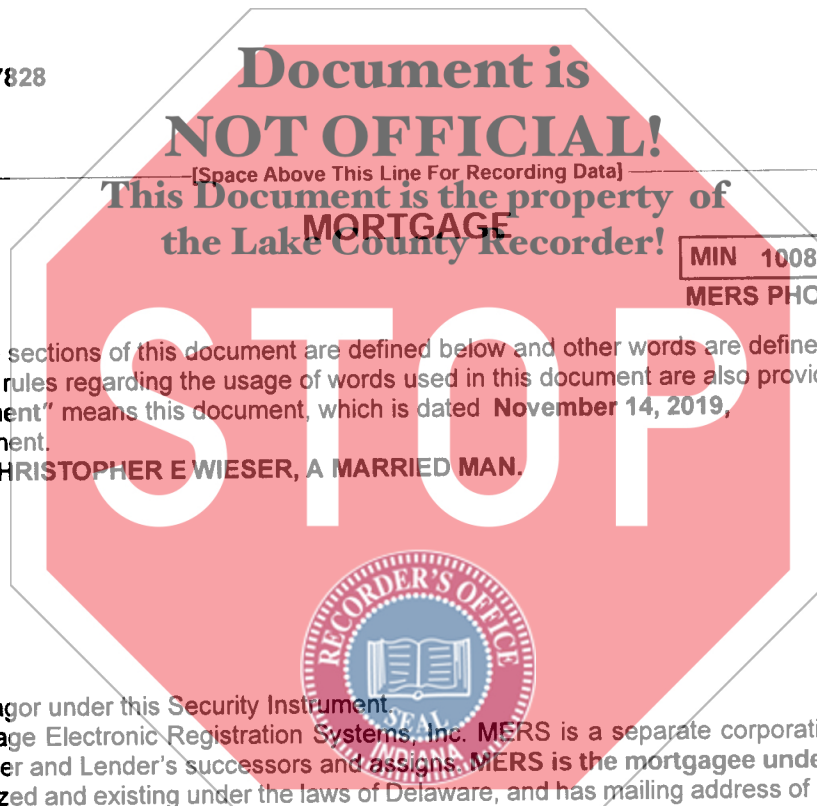 7828
Document is
NOT OFFICIAL!
[Space Above This Line For Recording Data]
This Document is the property of
MORTGAGE
the Lake County Recorder!
MIN 1008
MERS PHO
sections of this document are defined below and other words are define
rules regarding the usage of words used in this document are also provid
ent” means this document, which is dated November 14, 2019,
nent.
HRISTOPHER E WIESER, A MARRIED MAN.
STOP
RECORDER'S OFFICE
SEAL
INDIANA
agor under this Security Instrument.
age Electronic Registration Systems, Inc. MERS is a separate corporati
er and Lender's successors and assigns. MERS is the mortgagee unde
zed and existing under the laws of Delaware, and has mailing address of